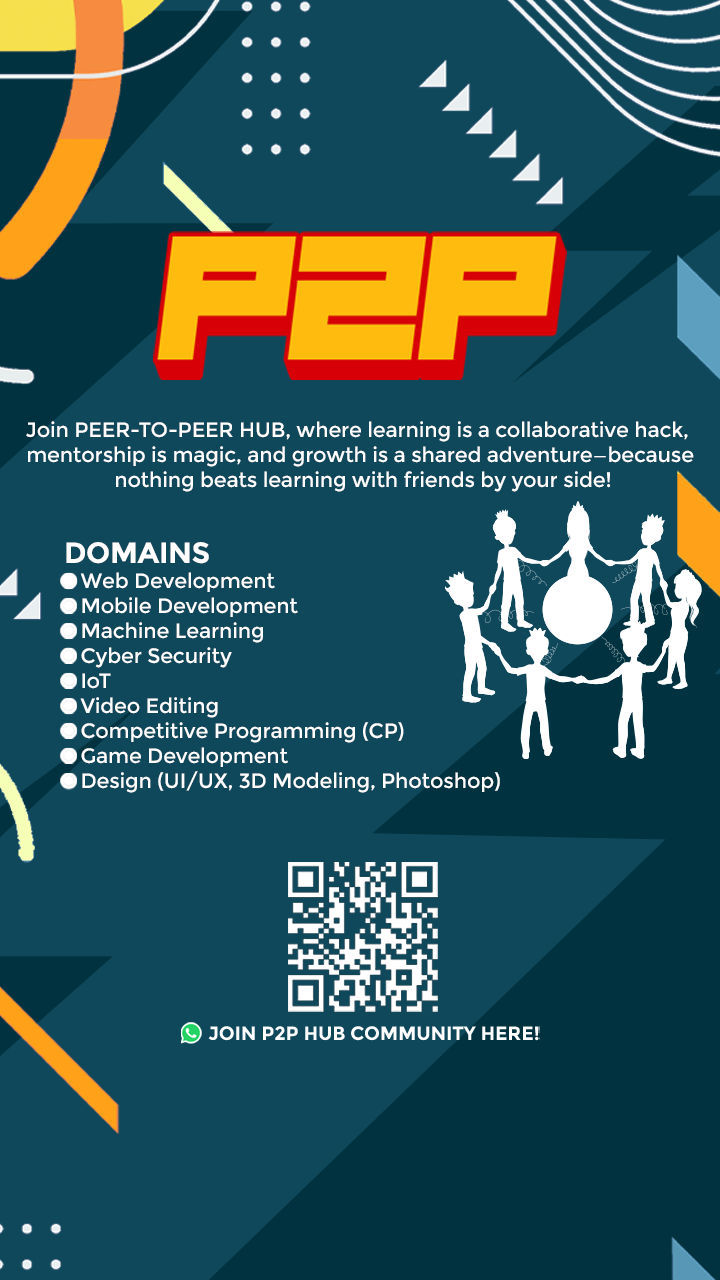 P2P
Join PEER-TO-PEER HUB, where learning is a collaborative hack,
mentorship is magic, and growth is a shared adventure—because
nothing beats learning with friends by your side!
DOMAINS
Web Development
Mobile Development
Machine Learning
Cyber Security
IoT
Video Editing
Competitive Programming (CP)
Game Development
Design (UI/UX, 3D Modeling, Photoshop)
JOIN P2P HUB COMMUNITY HERE!